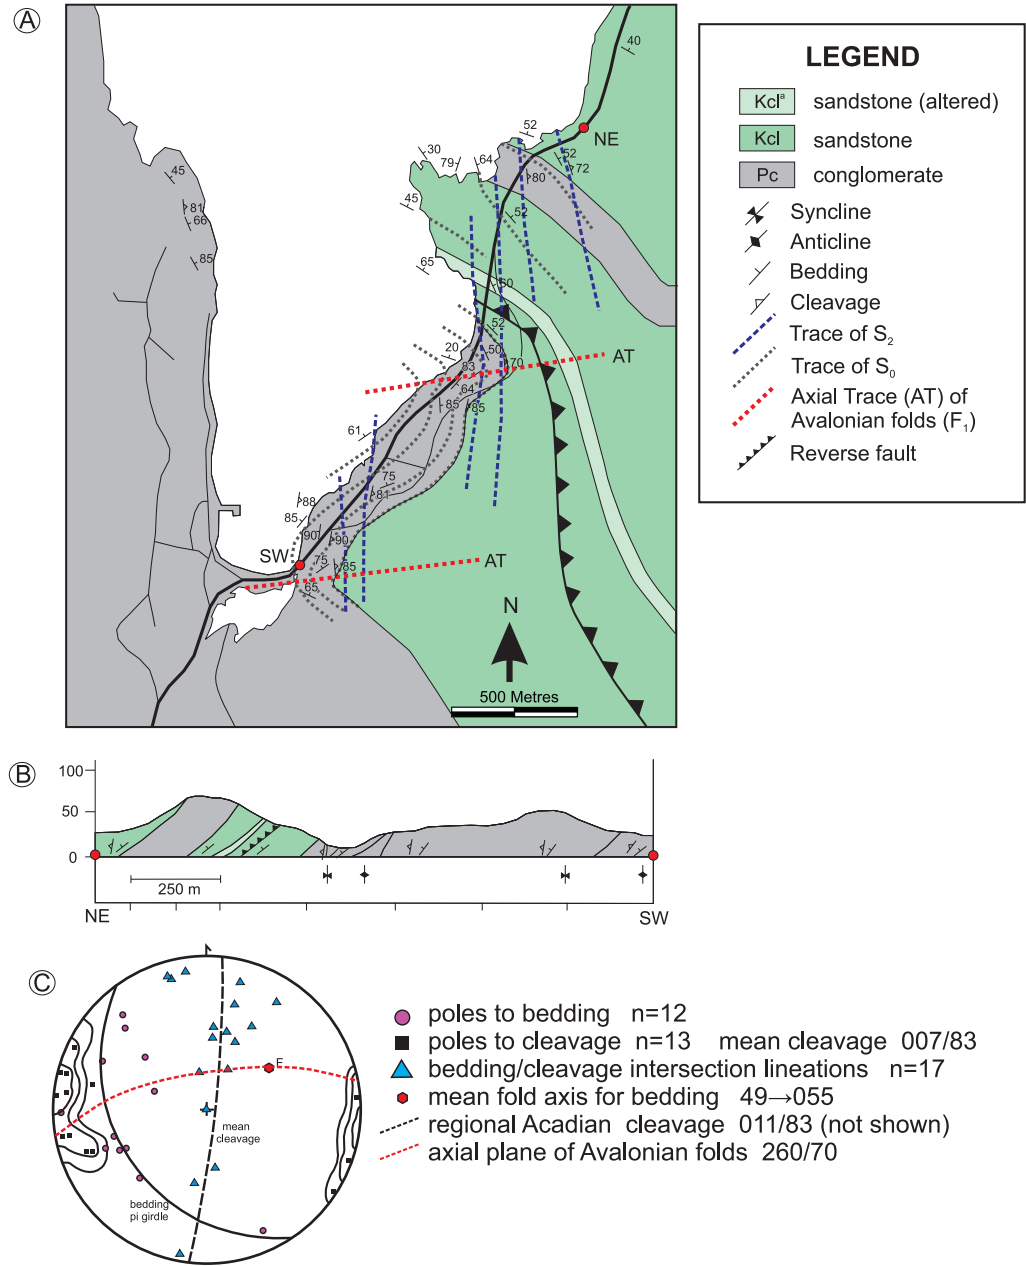 A
40
52
NE
30
79
64
52
72
80
45
45
81
66
85
52
65
60
52
20
50
70
AT
83
64
85
85
61
75
81
88
85
90
90
SW
75
85
65
AT
N
500 Metres
LEGEND
Kclᵃ sandstone (altered)
Kcl sandstone
Pc conglomerate
Syncline
Anticline
Bedding
Cleavage
Trace of S₂
Trace of S₀
Axial Trace (AT) of
Avalonian folds (F₁)
Reverse fault
B
100
50
0
250 m
NE
SW
C
F
mean
cleavage
bedding
pi girdle
poles to bedding n=12
poles to cleavage n=13 mean cleavage 007/83
bedding/cleavage intersection lineations n=17
mean fold axis for bedding 49→055
regional Acadian cleavage 011/83 (not shown)
axial plane of Avalonian folds 260/70